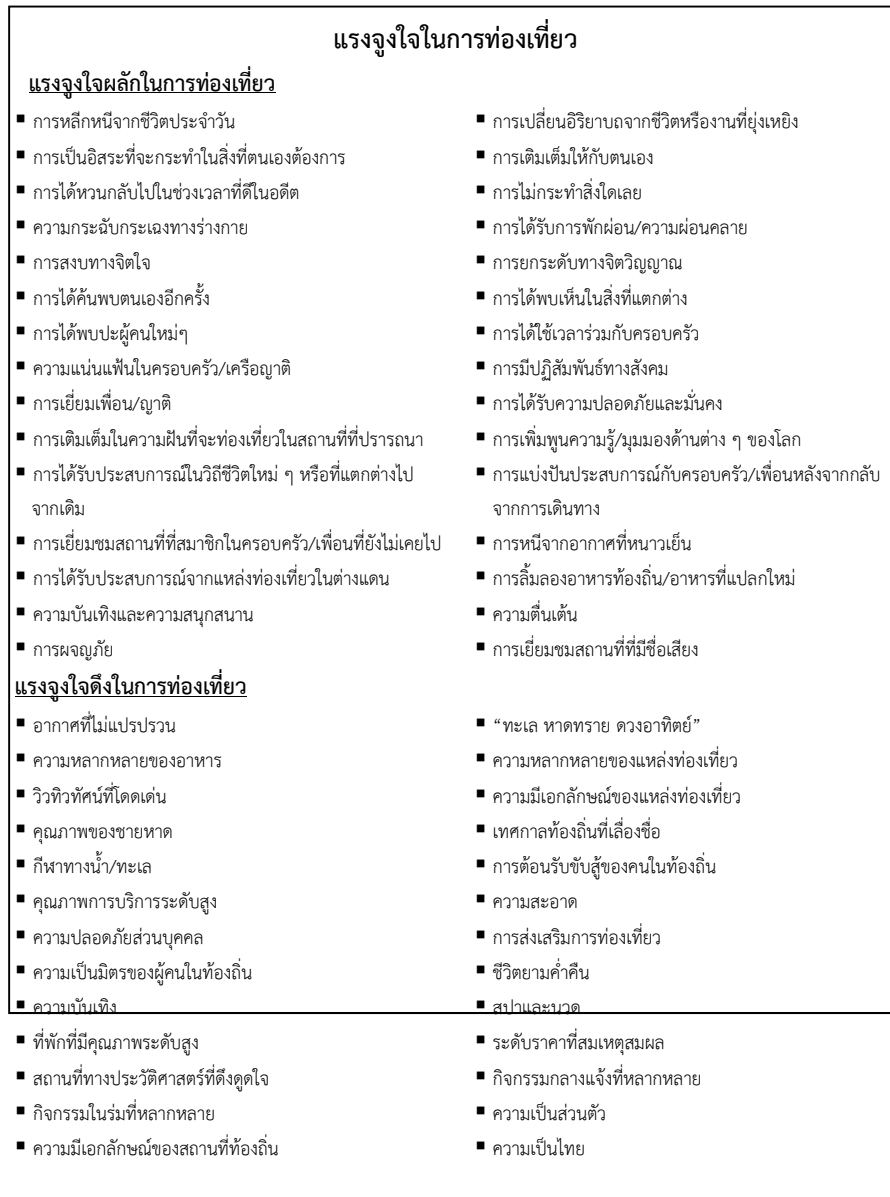 แรงจูงใจในการท่องเที่ยว
แรงจูงใจผลักในการท่องเที่ยว
▪ การหลีกหนีจากชีวิตประจำวัน ▪ การเปลี่ยนอิริยาบถจากชีวิตหรืองานที่ยุ่งเหยิง
▪ การเป็นอิสระที่จะกระทำในสิ่งที่ตนเองต้องการ ▪ การเติมเต็มให้กับตนเอง
▪ การได้หวนกลับไปในช่วงเวลาที่ดีในอดีต ▪ การไม่กระทำสิ่งใดเลย
▪ ความกระฉับกระเฉงทางร่างกาย ▪ การได้รับการพักผ่อน/ความผ่อนคลาย
▪ การสงบทางจิตใจ ▪ การยกระดับทางจิตวิญญาณ
▪ การได้ค้นพบตนเองอีกครั้ง ▪ การได้พบเห็นในสิ่งที่แตกต่าง
▪ การได้พบปะผู้คนใหม่ๆ ▪ การได้ใช้เวลาร่วมกับครอบครัว
▪ ความแน่นแฟ้นในครอบครัว/เครือญาติ ▪ การมีปฏิสัมพันธ์ทางสังคม
▪ การเยี่ยมเพื่อน/ญาติ ▪ การได้รับความปลอดภัยและมั่นคง
▪ การเติมเต็มในความฝันที่จะท่องเที่ยวในสถานที่ที่ปรารถนา ▪ การเพิ่มพูนความรู้/มุมมองด้านต่าง ๆ ของโลก
▪ การได้รับประสบการณ์ในวิถีชีวิตใหม่ ๆ หรือที่แตกต่างไป ▪ การแบ่งปันประสบการณ์กับครอบครัว/เพื่อนหลังจากกลับ
จากเดิม จากการเดินทาง
▪ การเยี่ยมชมสถานที่ที่สมาชิกในครอบครัว/เพื่อนที่ยังไม่เคยไป ▪ การหนีจากอากาศที่หนาวเย็น
▪ การได้รับประสบการณ์จากแหล่งท่องเที่ยวในต่างแดน ▪ การลิ้มลองอาหารท้องถิ่น/อาหารที่แปลกใหม่
▪ ความบันเทิงและความสนุกสนาน ▪ ความตื่นเต้น
▪ การผจญภัย ▪ การเยี่ยมชมสถานที่ที่มีชื่อเสียง
แรงจูงใจดึงในการท่องเที่ยว
▪ อากาศที่ไม่แปรปรวน ▪ “ทะเล หาดทราย ดวงอาทิตย์”
▪ ความหลากหลายของอาหาร ▪ ความหลากหลายของแหล่งท่องเที่ยว
▪ วิวทิวทัศน์ที่โดดเด่น ▪ ความมีเอกลักษณ์ของแหล่งท่องเที่ยว
▪ คุณภาพของชายหาด ▪ เทศกาลท้องถิ่นที่เลื่องชื่อ
▪ กีฬาทางน้ำ/ทะเล ▪ การต้อนรับขับสู้ของคนในท้องถิ่น
▪ คุณภาพการบริการระดับสูง ▪ ความสะอาด
▪ ความปลอดภัยส่วนบุคคล ▪ การส่งเสริมการท่องเที่ยว
▪ ความเป็นมิตรของผู้คนในท้องถิ่น ▪ ชีวิตยามค่ำคืน
▪ ความบันเทิง ▪ สปาและนวด
▪ ที่พักที่มีคุณภาพระดับสูง ▪ ระดับราคาที่สมเหตุสมผล
▪ สถานที่ทางประวัติศาสตร์ที่ดึงดูดใจ ▪ กิจกรรมกลางแจ้งที่หลากหลาย
▪ กิจกรรมในร่มที่หลากหลาย ▪ ความเป็นส่วนตัว
▪ ความมีเอกลักษณ์ของสถานที่ท้องถิ่น ▪ ความเป็นไทย